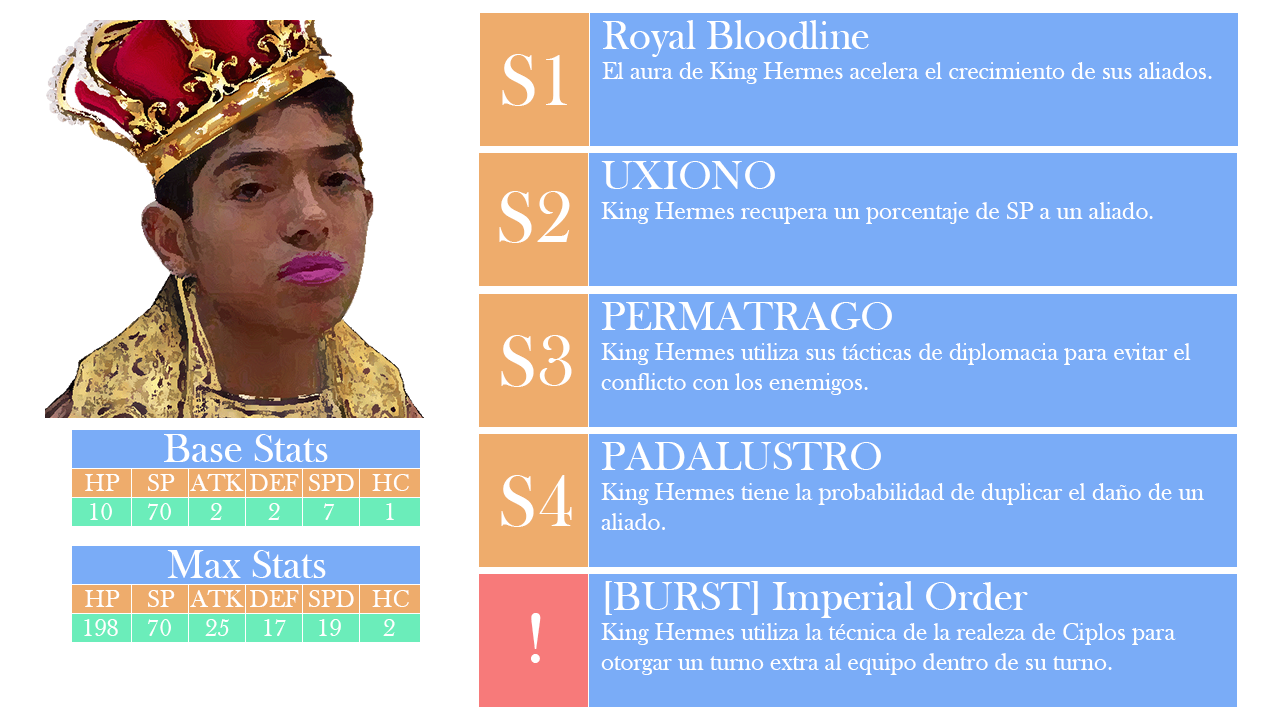 Base Stats
HP SP ATK DEF SPD HC
10 70 2 2 7 1
Max Stats
HP SP ATK DEF SPD HC
198 70 25 17 19 2
S1
Royal Bloodline
El aura de King Hermes acelera el crecimiento de sus aliados.
S2
UXIONO
King Hermes recupera un porcentaje de SP a un aliado.
S3
PERMATRAGO
King Hermes utiliza sus tácticas de diplomacia para evitar el
conflicto con los enemigos.
S4
PADALUSTRO
King Hermes tiene la probabilidad de duplicar el daño de un
aliado.
!
[BURST] Imperial Order
King Hermes utiliza la técnica de la realeza de Ciplos para
otorgar un turno extra al equipo dentro de su turno.